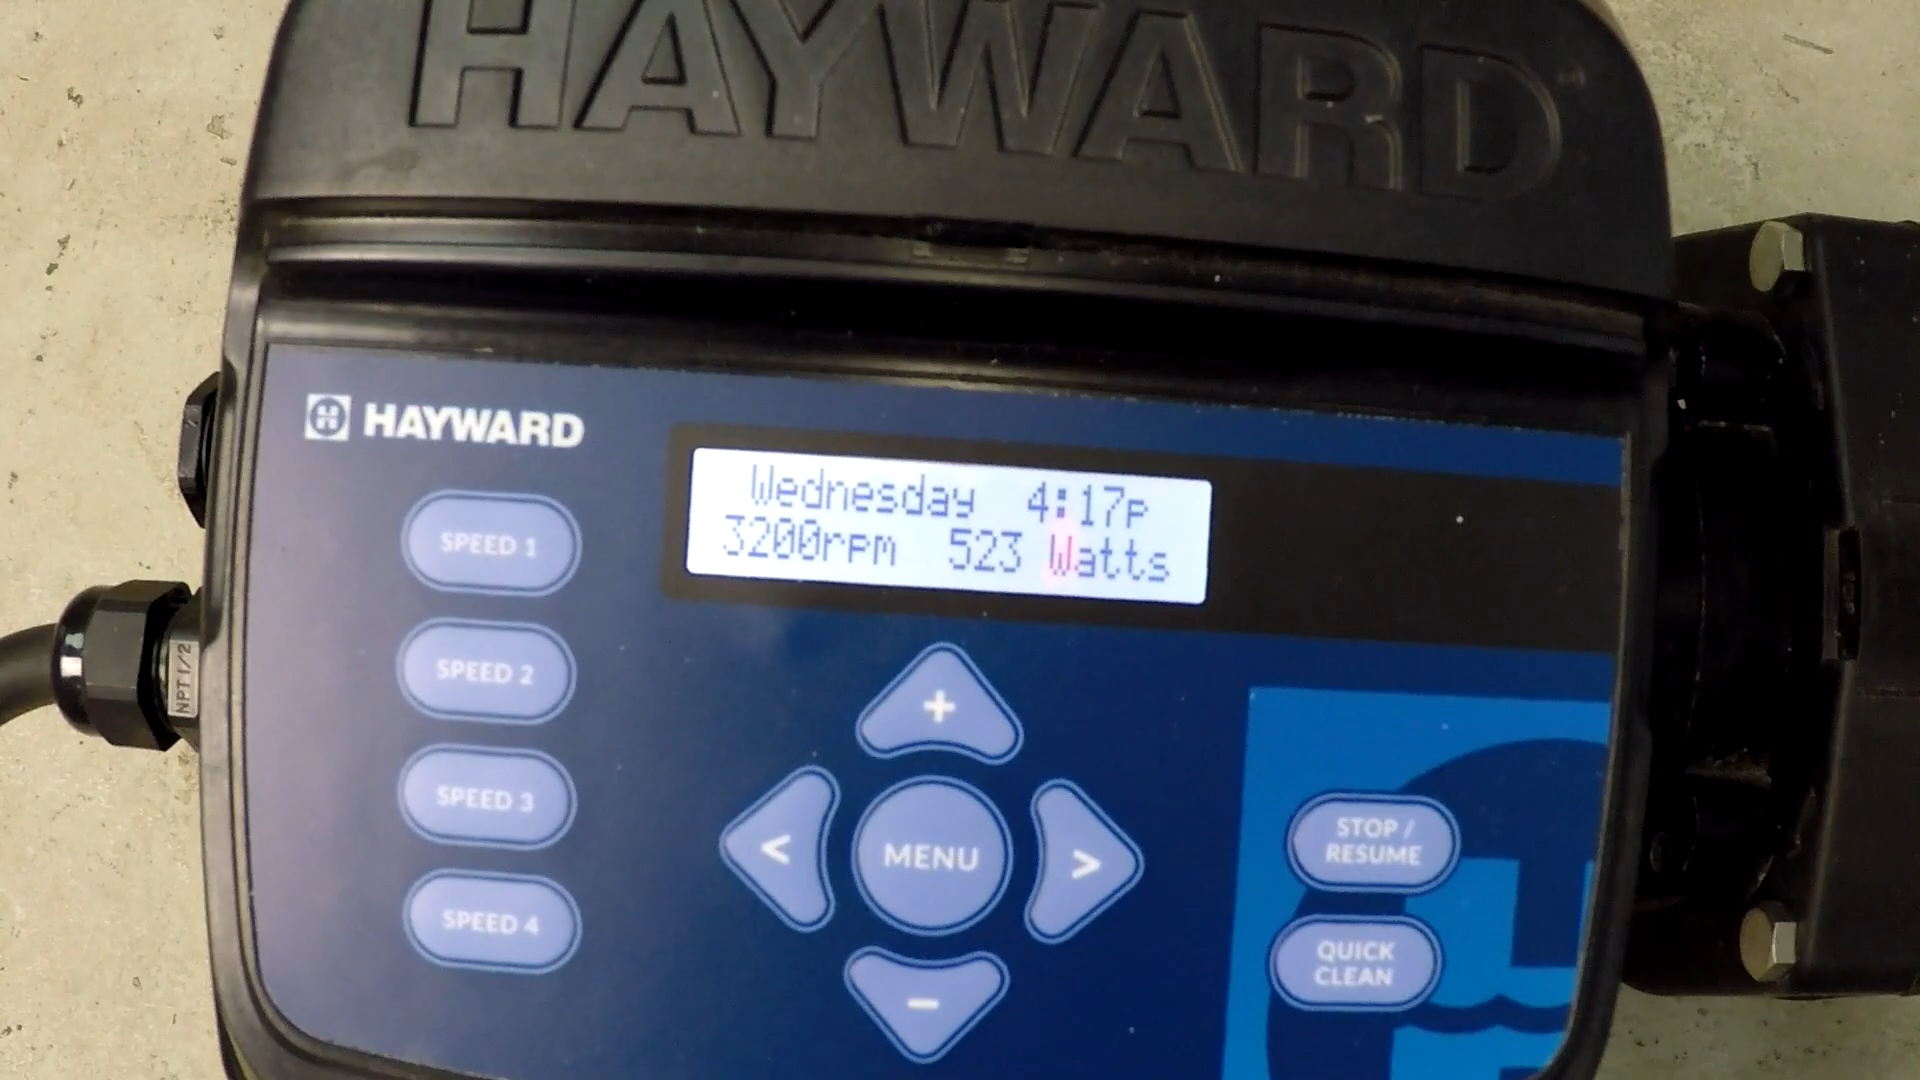 HAYWARD
HAYWARD
Wednesday 4:17p
3200rpm 523 Watts
SPEED 1
SPEED 2
SPEED 3
SPEED 4
+
<
MENU
>
−
STOP /
RESUME
QUICK
CLEAN
NPT 1/2